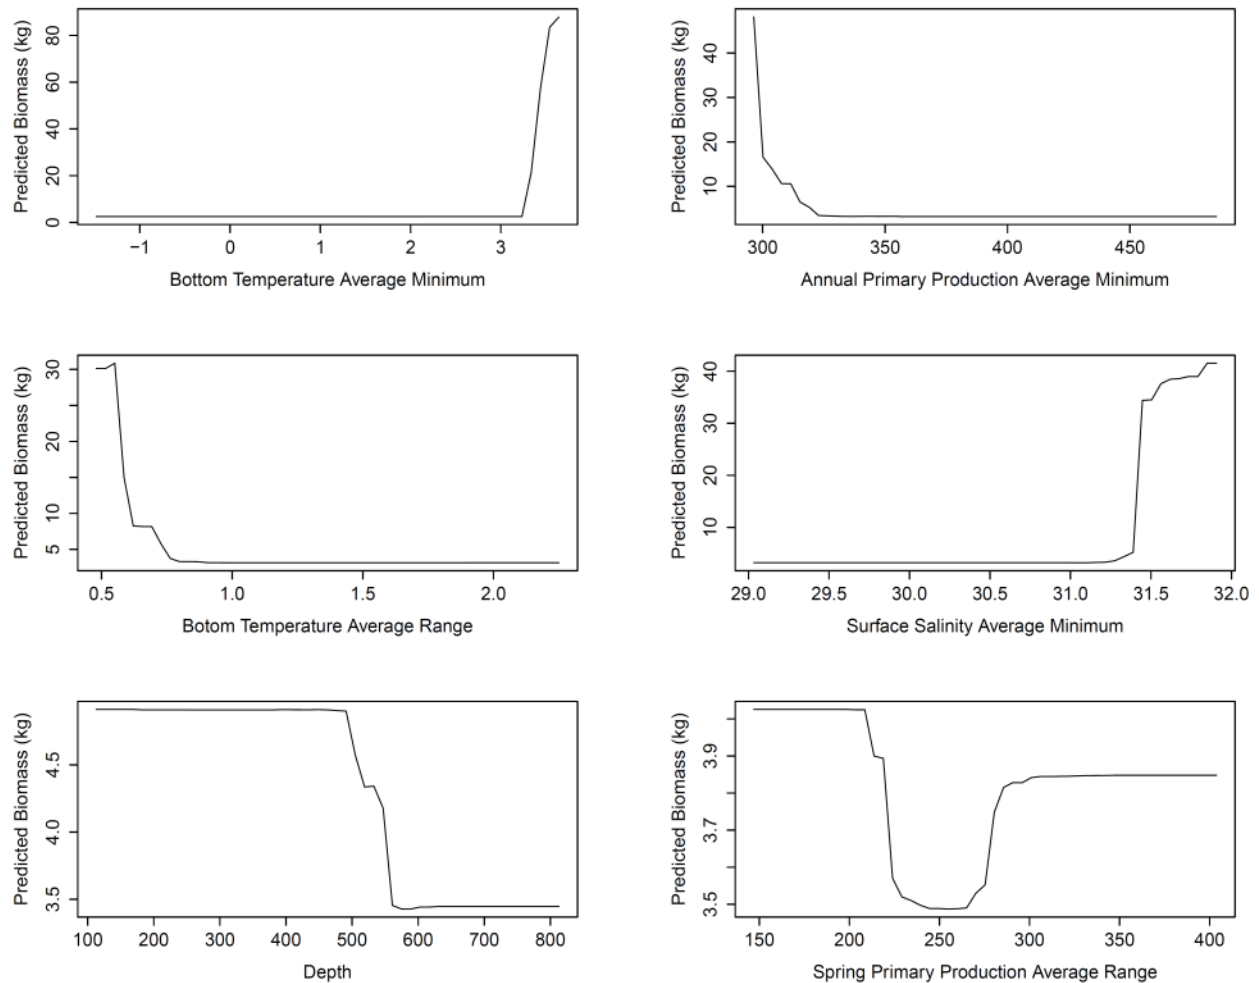 Predicted Biomass (kg)
0 20 40 60 80
−1 0 1 2 3
Bottom Temperature Average Minimum
Predicted Biomass (kg)
10 20 30 40
300 350 400 450
Annual Primary Production Average Minimum
Predicted Biomass (kg)
5 10 20 30
0.5 1.0 1.5 2.0
Botom Temperature Average Range
Predicted Biomass (kg)
10 20 30 40
29.0 29.5 30.0 30.5 31.0 31.5 32.0
Surface Salinity Average Minimum
Predicted Biomass (kg)
3.5 4.0 4.5
100 200 300 400 500 600 700 800
Depth
Predicted Biomass (kg)
3.5 3.7 3.9
150 200 250 300 350 400
Spring Primary Production Average Range